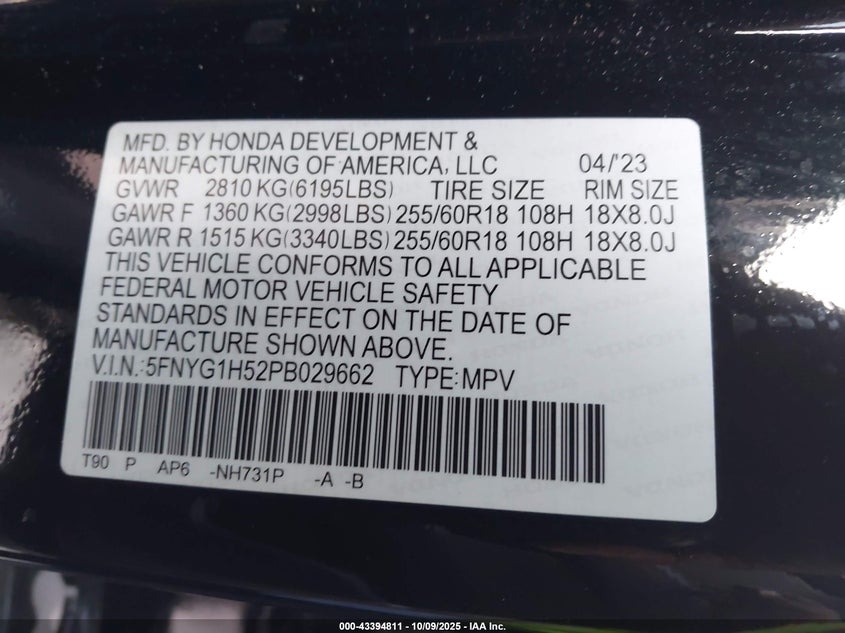 MFD. BY HONDA DEVELOPMENT &
MANUFACTURING OF AMERICA, LLC 04/'23
GVWR 2810 KG(6195LBS) TIRE SIZE RIM SIZE
GAWR F 1360 KG(2998LBS) 255/60R18 108H 18X8.0J
GAWR R 1515 KG(3340LBS) 255/60R18 108H 18X8.0J
THIS VEHICLE CONFORMS TO ALL APPLICABLE
FEDERAL MOTOR VEHICLE SAFETY
STANDARDS IN EFFECT ON THE DATE OF
MANUFACTURE SHOWN ABOVE.
V.I.N.:5FNYG1H52PB029662 TYPE:MPV
T90 P AP6 -NH731P -A -B
000-43394811 - 10/09/2025 - IAA Inc.